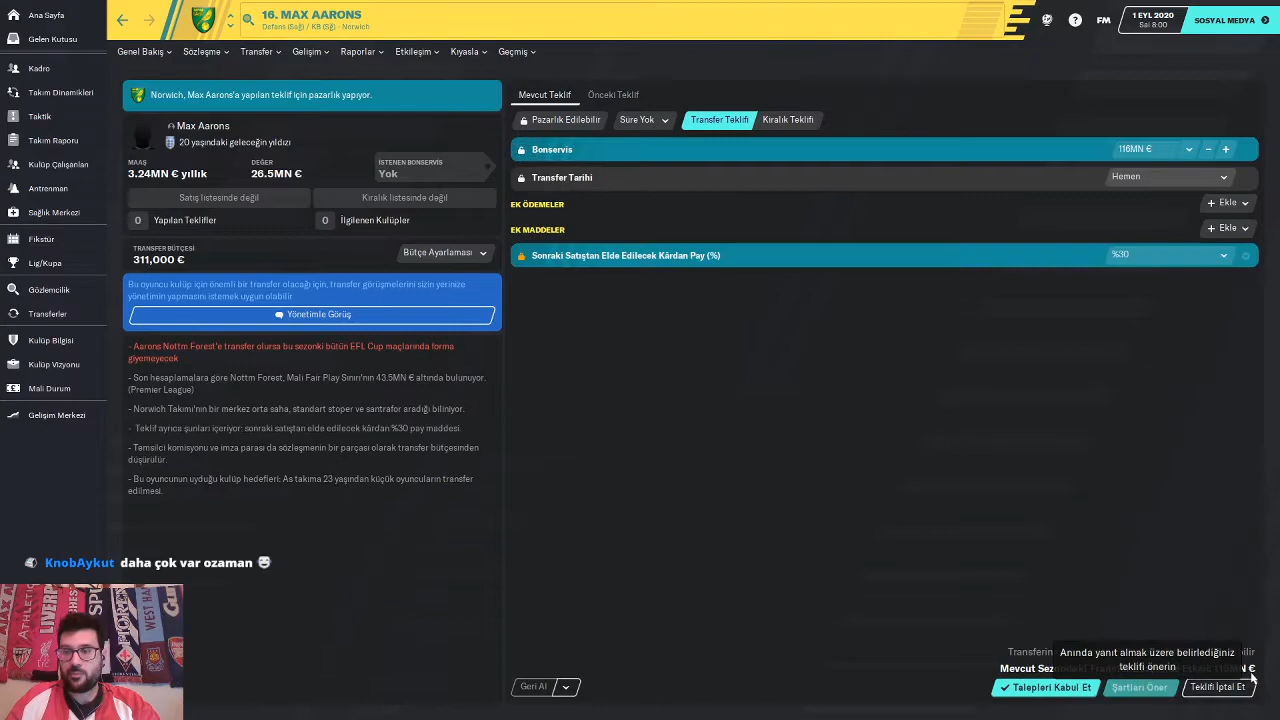 Ana Sayfa
Gelen Kutusu
Kadro
Takım Dinamikleri
Taktik
Takım Raporu
Kulüp Çalışanları
Antrenman
Sağlık Merkezi
Fikstür
Lig/Kupa
Gözlemcilik
Transferler
Kulüp Bilgisi
Kulüp Vizyonu
Mali Durum
Gelişim Merkezi
16. MAX AARONS
Defans (Sağ) / KB (Sğ) - Norwich
FM
1 EYL 2020
Sal 8:00
SOSYAL MEDYA
Genel Bakış Sözleşme Transfer Gelişim Raporlar Etkileşim Kıyasla Geçmiş
Norwich, Max Aarons'a yapılan teklif için pazarlık yapıyor.
Max Aarons
20 yaşındaki geleceğin yıldızı
MAAŞ DEĞER İSTENEN BONSERVİS
3.24MN € yıllık 26.5MN € Yok
Satış listesinde değil Kiralık listesinde değil
0 Yapılan Teklifler 0 İlgilenen Kulüpler
TRANSFER BÜTÇESİ
311,000 €
Bütçe Ayarlaması
Bu oyuncu kulüp için önemli bir transfer olacağı için, transfer görüşmelerini sizin yerinize
yönetimin yapmasını istemek uygun olabilir
Yönetimle Görüş
- Aarons Nottm Forest'e transfer olursa bu sezonki bütün EFL Cup maçlarında forma
giyemeyecek
- Son hesaplamalara göre Nottm Forest, Mali Fair Play Sınırı'nın 43.5MN € altında bulunuyor.
(Premier League)
- Norwich Takımı'nın bir merkez orta saha, standart stoper ve santrafor aradığı biliniyor.
- Teklif ayrıca şunları içeriyor: sonraki satıştan elde edilecek kârdan %30 pay maddesi.
- Temsilci komisyonu ve imza parası da sözleşmenin bir parçası olarak transfer bütçesinden
düşürülür.
- Bu oyuncunun uyduğu kulüp hedefleri: As takıma 23 yaşından küçük oyuncuların transfer
edilmesi.
Mevcut Teklif Önceki Teklif
Pazarlık Edilebilir Süre Yok Transfer Teklifi Kiralık Teklifi
Bonservis 116MN € − +
Transfer Tarihi Hemen
EK ÖDEMELER + Ekle
EK MADDELER + Ekle
Sonraki Satıştan Elde Edilecek Kârdan Pay (%) %30
KnobAykut daha çok var ozaman
Anında yanıt almak üzere belirlediğiniz
teklifi önerin
Transferin
Geri Al
Talepleri Kabul Et
Şartları Öner
Teklifi İptal Et